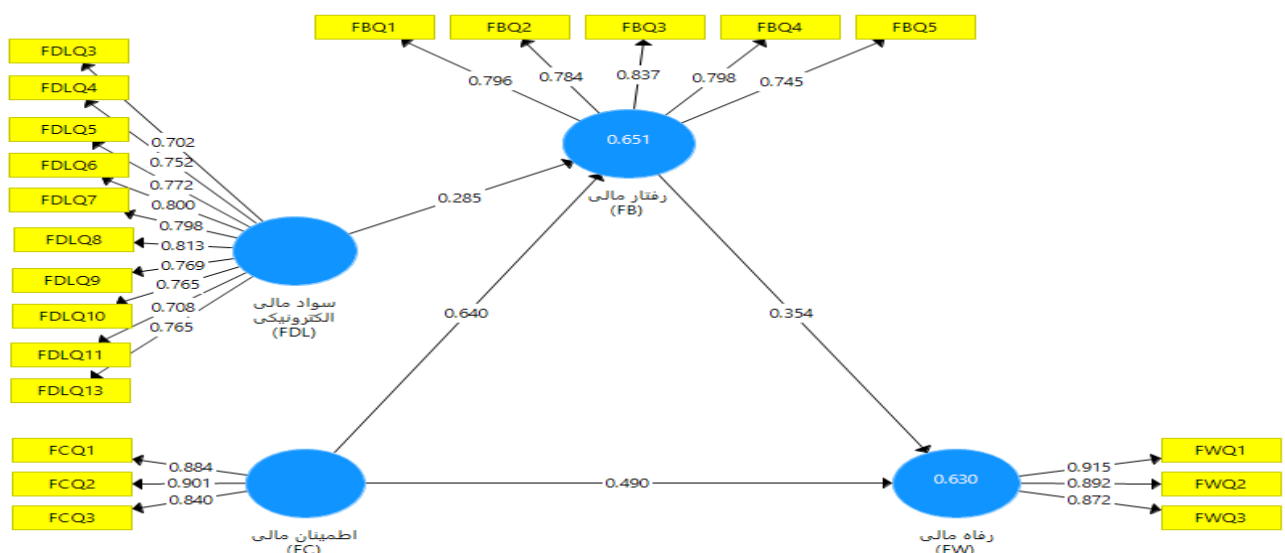 FBQ1
FBQ2
FBQ3
FBQ4
FBQ5
0.796
0.784
0.837
0.798
0.745
FDLQ3
FDLQ4
FDLQ5
FDLQ6
FDLQ7
FDLQ8
FDLQ9
FDLQ10
FDLQ11
FDLQ13
0.702
0.752
0.772
0.800
0.798
0.813
0.769
0.765
0.708
0.765
0.651
رفتار مالی
(FB)
0.285
سواد مالی
الکترونیکی
(FDL)
0.640
0.354
FCQ1
FCQ2
FCQ3
0.884
0.901
0.840
اطمینان مالی
(FC)
0.490
0.630
رفاه مالی
(FW)
0.915
0.892
0.872
FWQ1
FWQ2
FWQ3